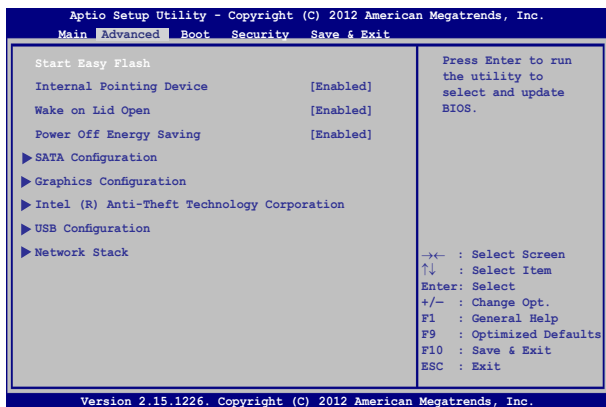 Aptio Setup Utility - Copyright (C) 2012 American Megatrends, Inc.
Main Advanced Boot Security Save & Exit
Start Easy Flash
Internal Pointing Device [Enabled]
Wake on Lid Open [Enabled]
Power Off Energy Saving [Enabled]
SATA Configuration
Graphics Configuration
Intel (R) Anti-Theft Technology Corporation
USB Configuration
Network Stack
Press Enter to run
the utility to
select and update
BIOS.
→← : Select Screen
↑↓ : Select Item
Enter: Select
+/— : Change Opt.
F1 : General Help
F9 : Optimized Defaults
F10 : Save & Exit
ESC : Exit
Version 2.15.1226. Copyright (C) 2012 American Megatrends, Inc.